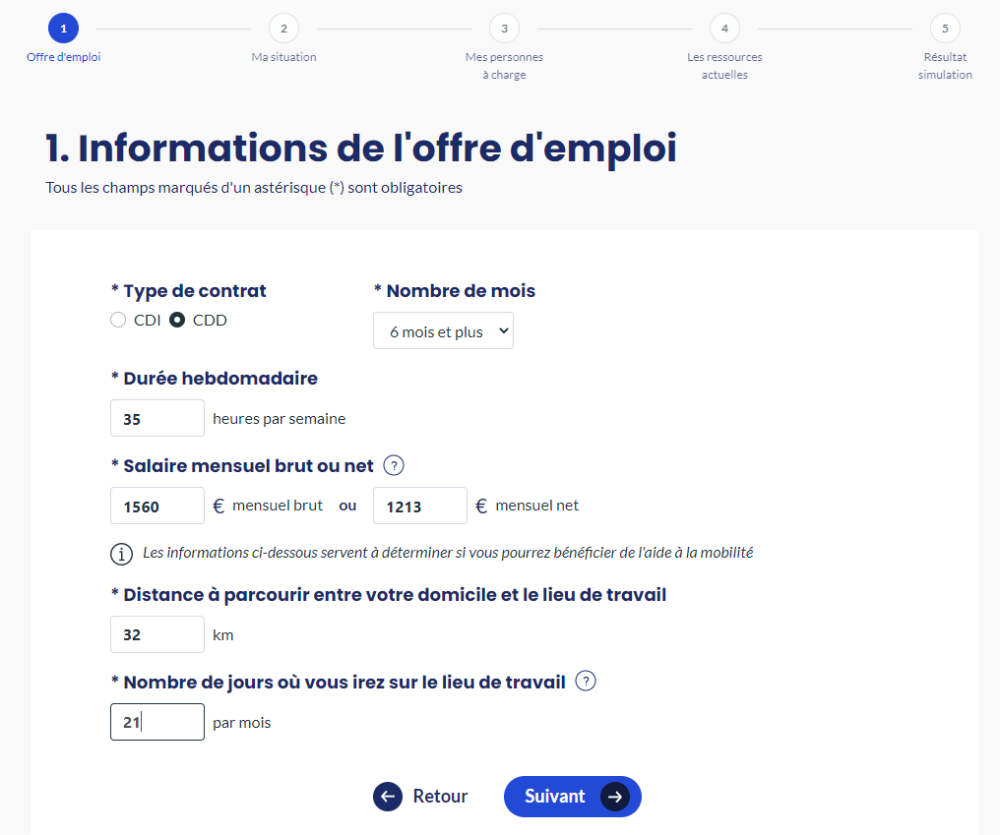 1
2
3
4
5
Offre d'emploi
Ma situation
Mes personnes
à charge
Les ressources
actuelles
Résultat
simulation
1. Informations de l'offre d'emploi
Tous les champs marqués d'un astérisque (*) sont obligatoires
* Type de contrat
CDI CDD
* Nombre de mois
6 mois et plus
* Durée hebdomadaire
35 heures par semaine
* Salaire mensuel brut ou net ?
1560 € mensuel brut ou 1213 € mensuel net
i Les informations ci-dessous servent à déterminer si vous pourrez bénéficier de l'aide à la mobilité
* Distance à parcourir entre votre domicile et le lieu de travail
32 km
* Nombre de jours où vous irez sur le lieu de travail ?
21 par mois
Retour Suivant